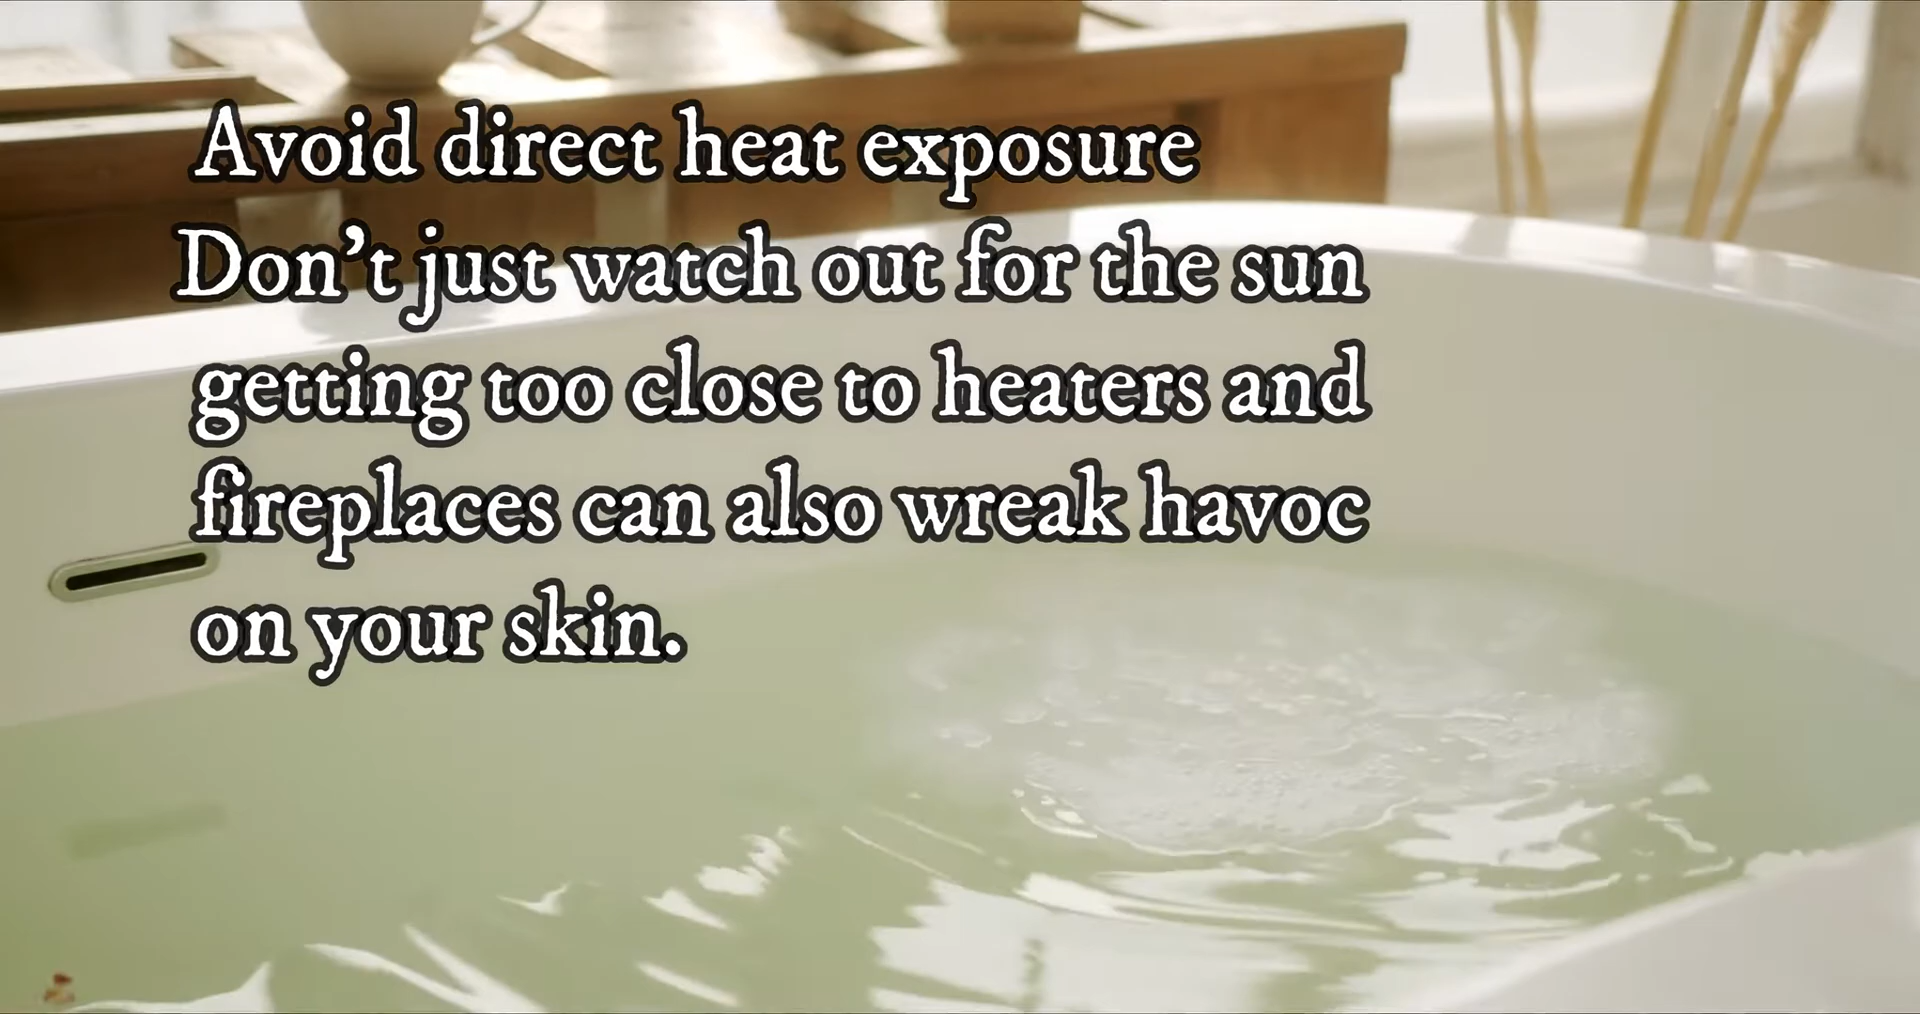 Avoid direct heat exposure
Don't just watch out for the sun
getting too close to heaters and
fireplaces can also wreak havoc
on your skin.